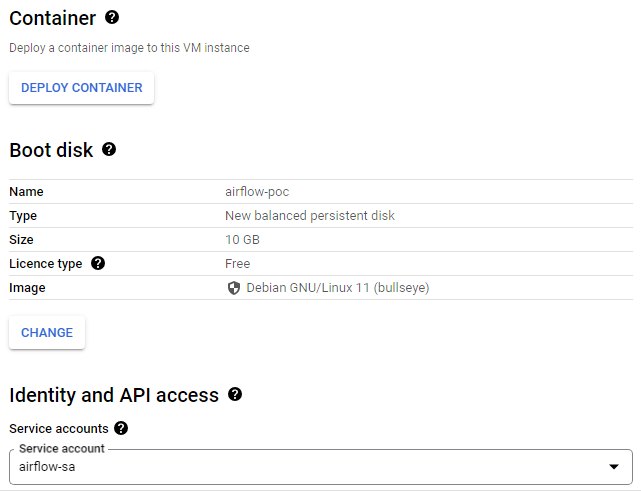 Container
Deploy a container image to this VM instance
DEPLOY CONTAINER
Boot disk
Name airflow-poc
Type New balanced persistent disk
Size 10 GB
Licence type Free
Image Debian GNU/Linux 11 (bullseye)
CHANGE
Identity and API access
Service accounts
Service account
airflow-sa